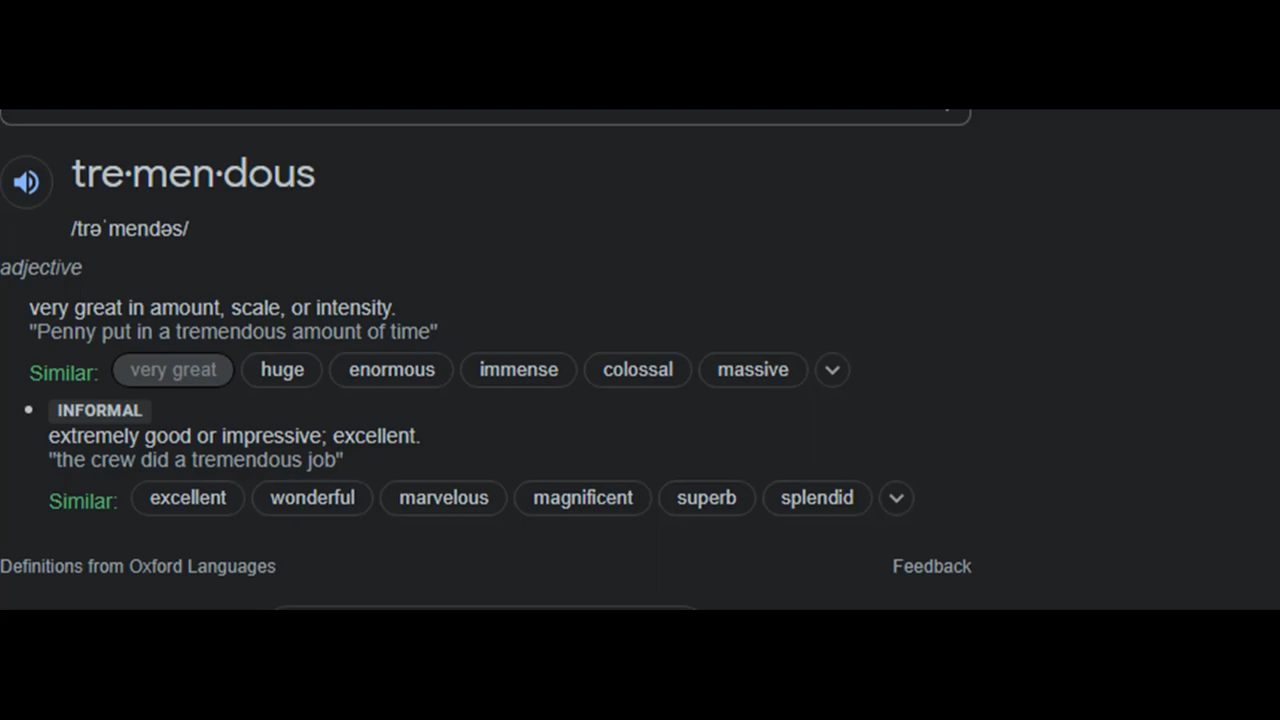 tre·men·dous
/trəˈmendəs/
adjective
very great in amount, scale, or intensity.
"Penny put in a tremendous amount of time"
Similar: very great huge enormous immense colossal massive
INFORMAL
extremely good or impressive; excellent.
"the crew did a tremendous job"
Similar: excellent wonderful marvelous magnificent superb splendid
Definitions from Oxford Languages Feedback